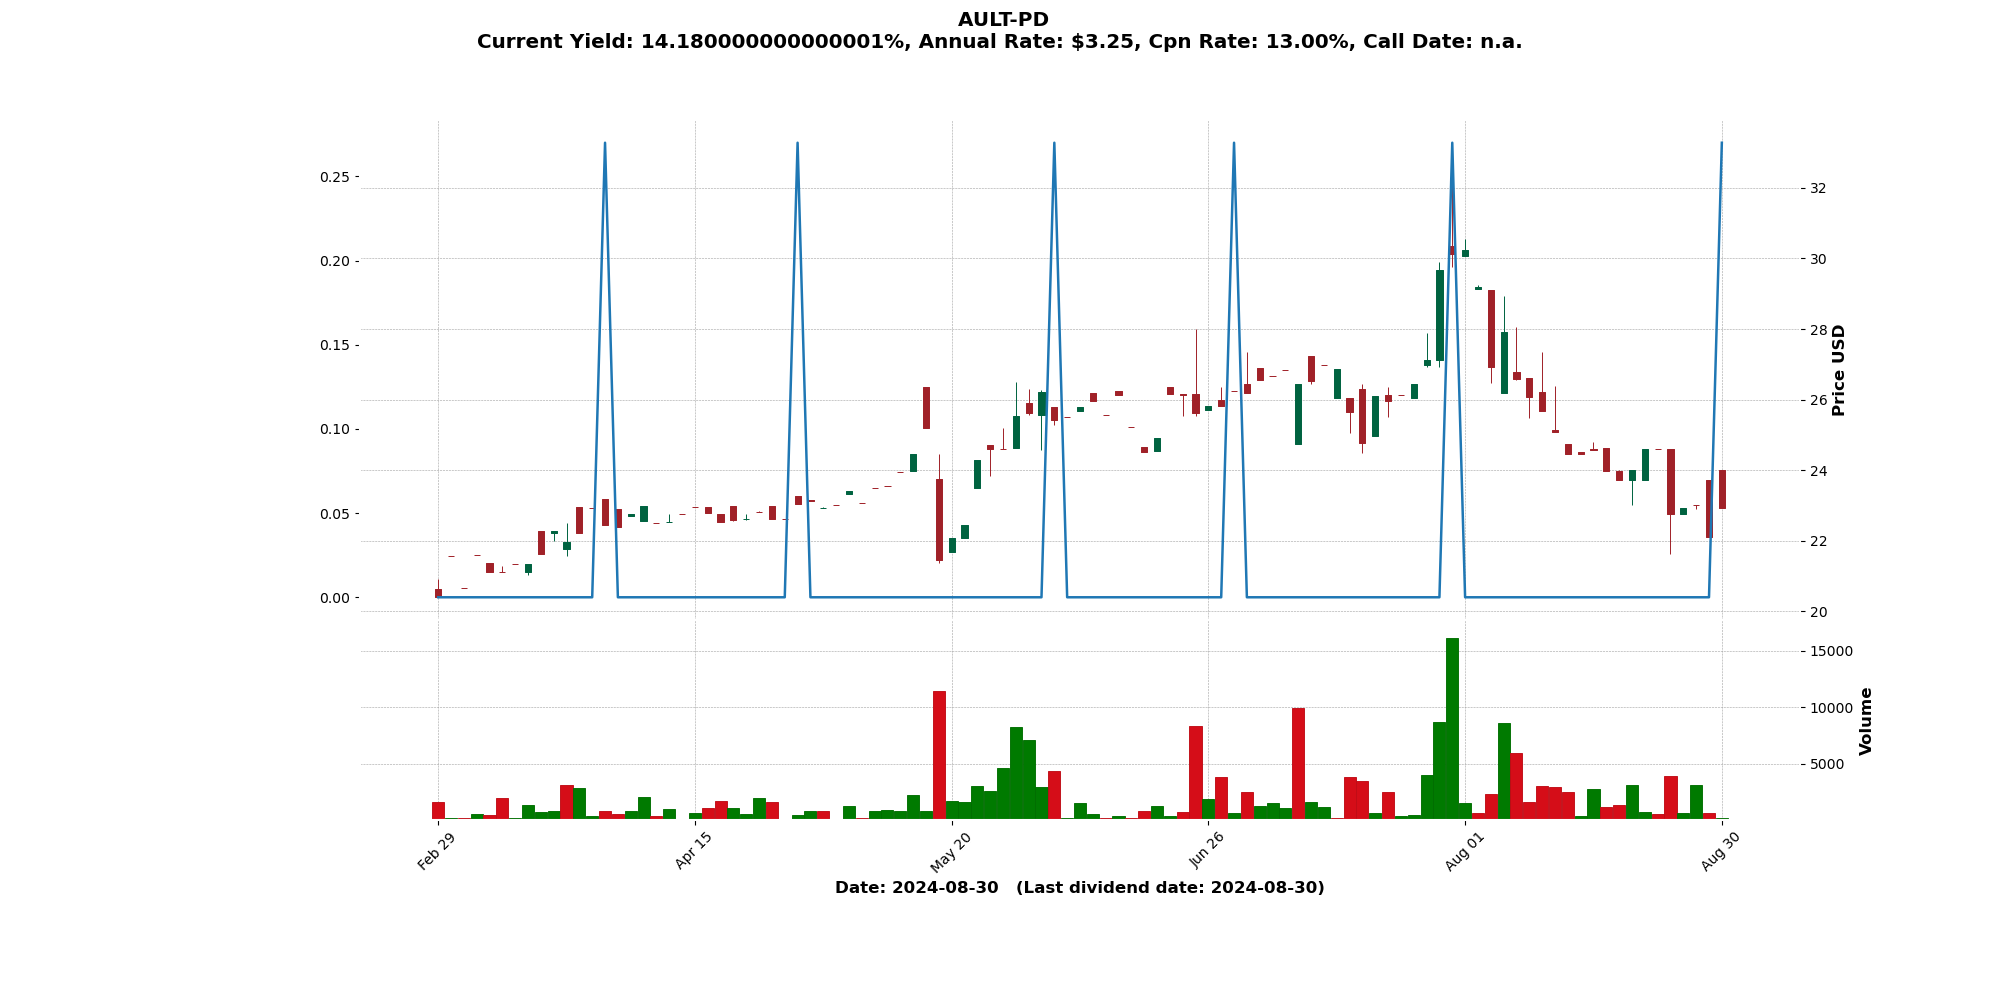 AULT-PD
Current Yield: 14.180000000000001%, Annual Rate: $3.25, Cpn Rate: 13.00%, Call Date: n.a.
0.25
0.20
0.15
0.10
0.05
0.00
32
30
28
26
24
22
20
Price USD
15000
10000
5000
Volume
Feb 29
Apr 15
May 20
Jun 26
Aug 01
Aug 30
Date: 2024-08-30   (Last dividend date: 2024-08-30)